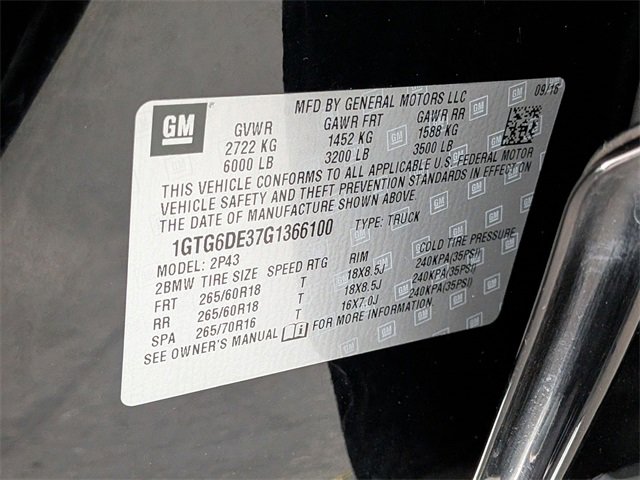 GM
MFD BY GENERAL MOTORS LLC 09/16
GVWR GAWR FRT GAWR RR
2722 KG 1452 KG 1588 KG
6000 LB 3200 LB 3500 LB
THIS VEHICLE CONFORMS TO ALL APPLICABLE U.S. FEDERAL MOTOR
VEHICLE SAFETY AND THEFT PREVENTION STANDARDS IN EFFECT ON
THE DATE OF MANUFACTURE SHOWN ABOVE.
1GTG6DE37G1366100 TYPE: TRUCK
MODEL: 2P43
2BMW TIRE SIZE SPEED RTG RIM COLD TIRE PRESSURE
FRT 265/60R18 T 18X8.5J 240KPA(35PSI)
RR 265/60R18 T 18X8.5J 240KPA(35PSI)
SPA 265/70R16 T 16X7.0J 240KPA(35PSI)
SEE OWNER'S MANUAL FOR MORE INFORMATION.